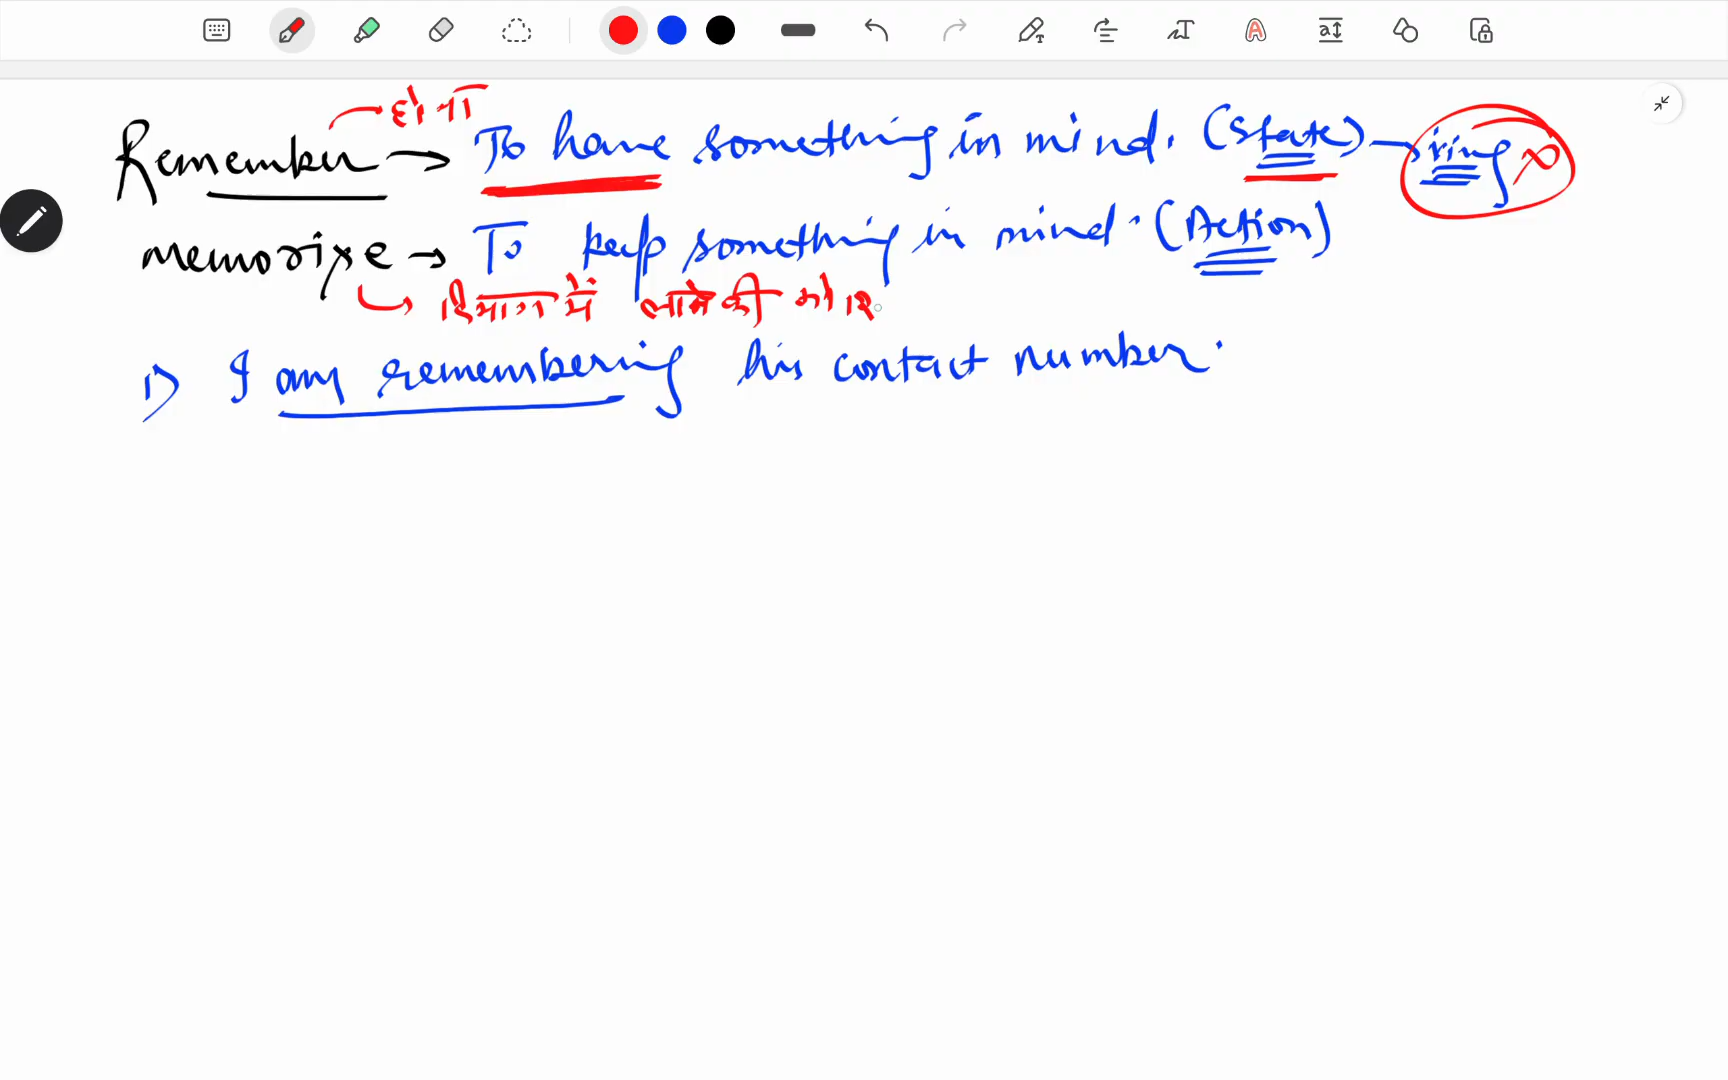 होना
Remember → To have something in mind. (State) → ing ×
memorize → To keep something in mind. (Action)
दिमाग में लाने की कोशि
1) I am remembering his contact number.